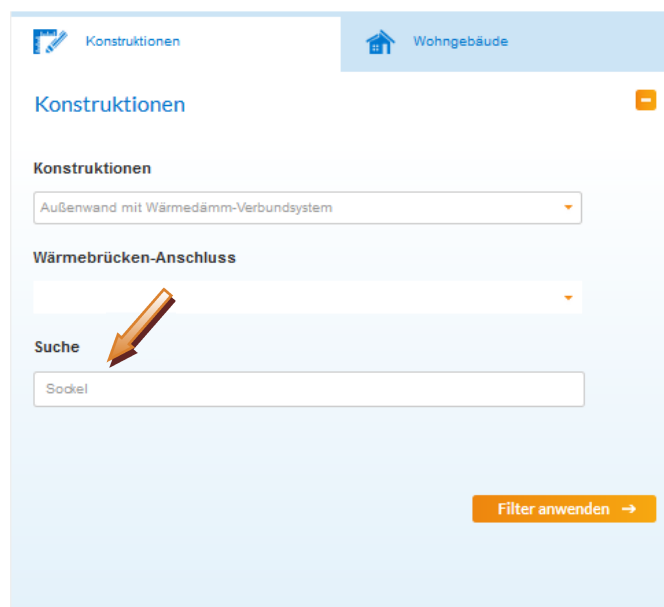 Konstruktionen
Wohngebäude
Konstruktionen
Konstruktionen
Außenwand mit Wärmedämm-Verbundsystem
Wärmebrücken-Anschluss
Suche
Sockel
Filter anwenden →